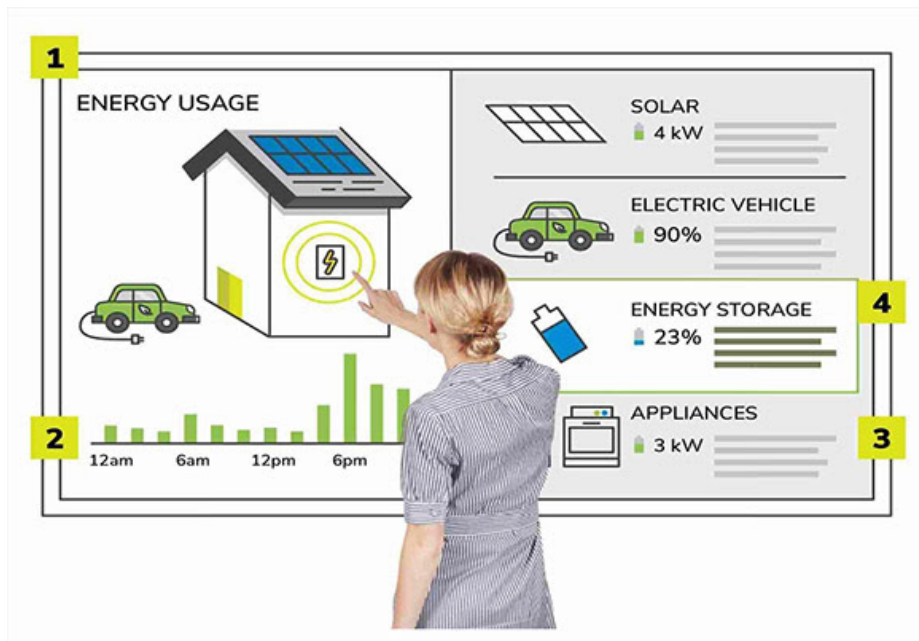 1
ENERGY USAGE
SOLAR
4 kW
ELECTRIC VEHICLE
90%
4
ENERGY STORAGE
23%
2
12am 6am 12pm 6pm
APPLIANCES
3 kW
3